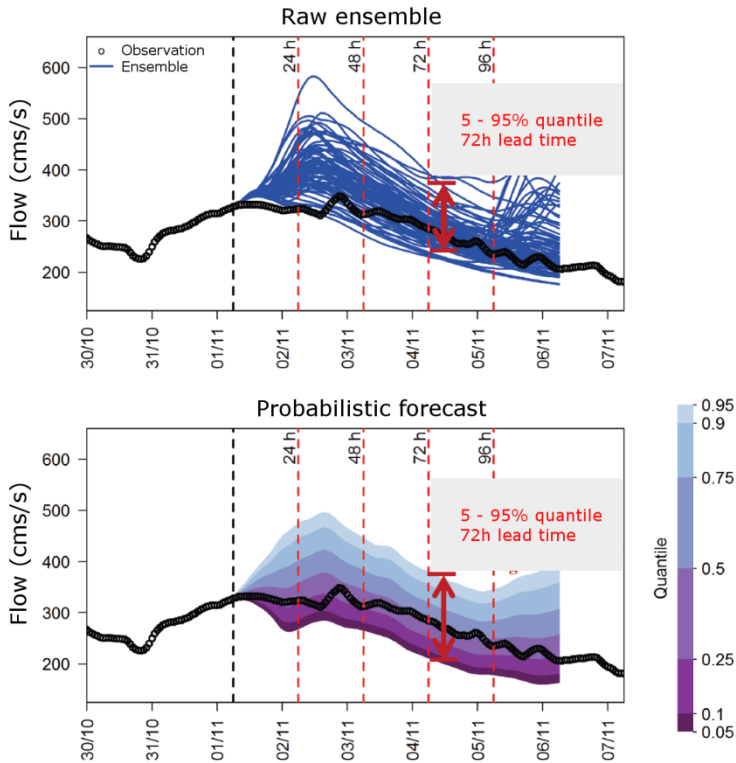 Raw ensemble
Observation
Ensemble
24 h
48 h
72 h
96 h
5 - 95% quantile
72h lead time
Flow (cms/s)
600
500
400
300
200
30/10
31/10
01/11
02/11
03/11
04/11
05/11
06/11
07/11
Probabilistic forecast
24 h
48 h
72 h
96 h
5 - 95% quantile
72h lead time
Flow (cms/s)
600
500
400
300
200
30/10
31/10
01/11
02/11
03/11
04/11
05/11
06/11
07/11
Quantile
0.95
0.9
0.75
0.5
0.25
0.1
0.05